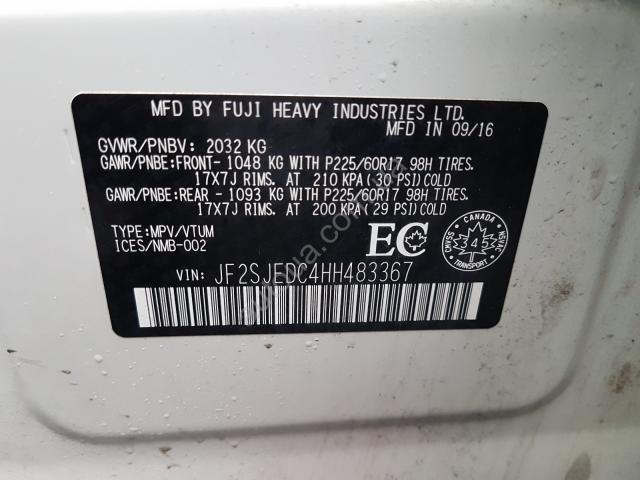 MFD BY FUJI HEAVY INDUSTRIES LTD.
MFD IN 09/16
GVWR/PNBV: 2032 KG
GAWR/PNBE:FRONT- 1048 KG WITH P225/60R17 98H TIRES.
17X7J RIMS. AT 210 KPA(30 PSI)COLD
GAWR/PNBE:REAR - 1093 KG WITH P225/60R17 98H TIRES.
17X7J RIMS. AT 200 KPA(29 PSI)COLD
TYPE:MPV/VTUM
ICES/NMB-002
EC
CANADA
CMVSS
345
NSVAC
VIN: JF2SJEDC4HH483367